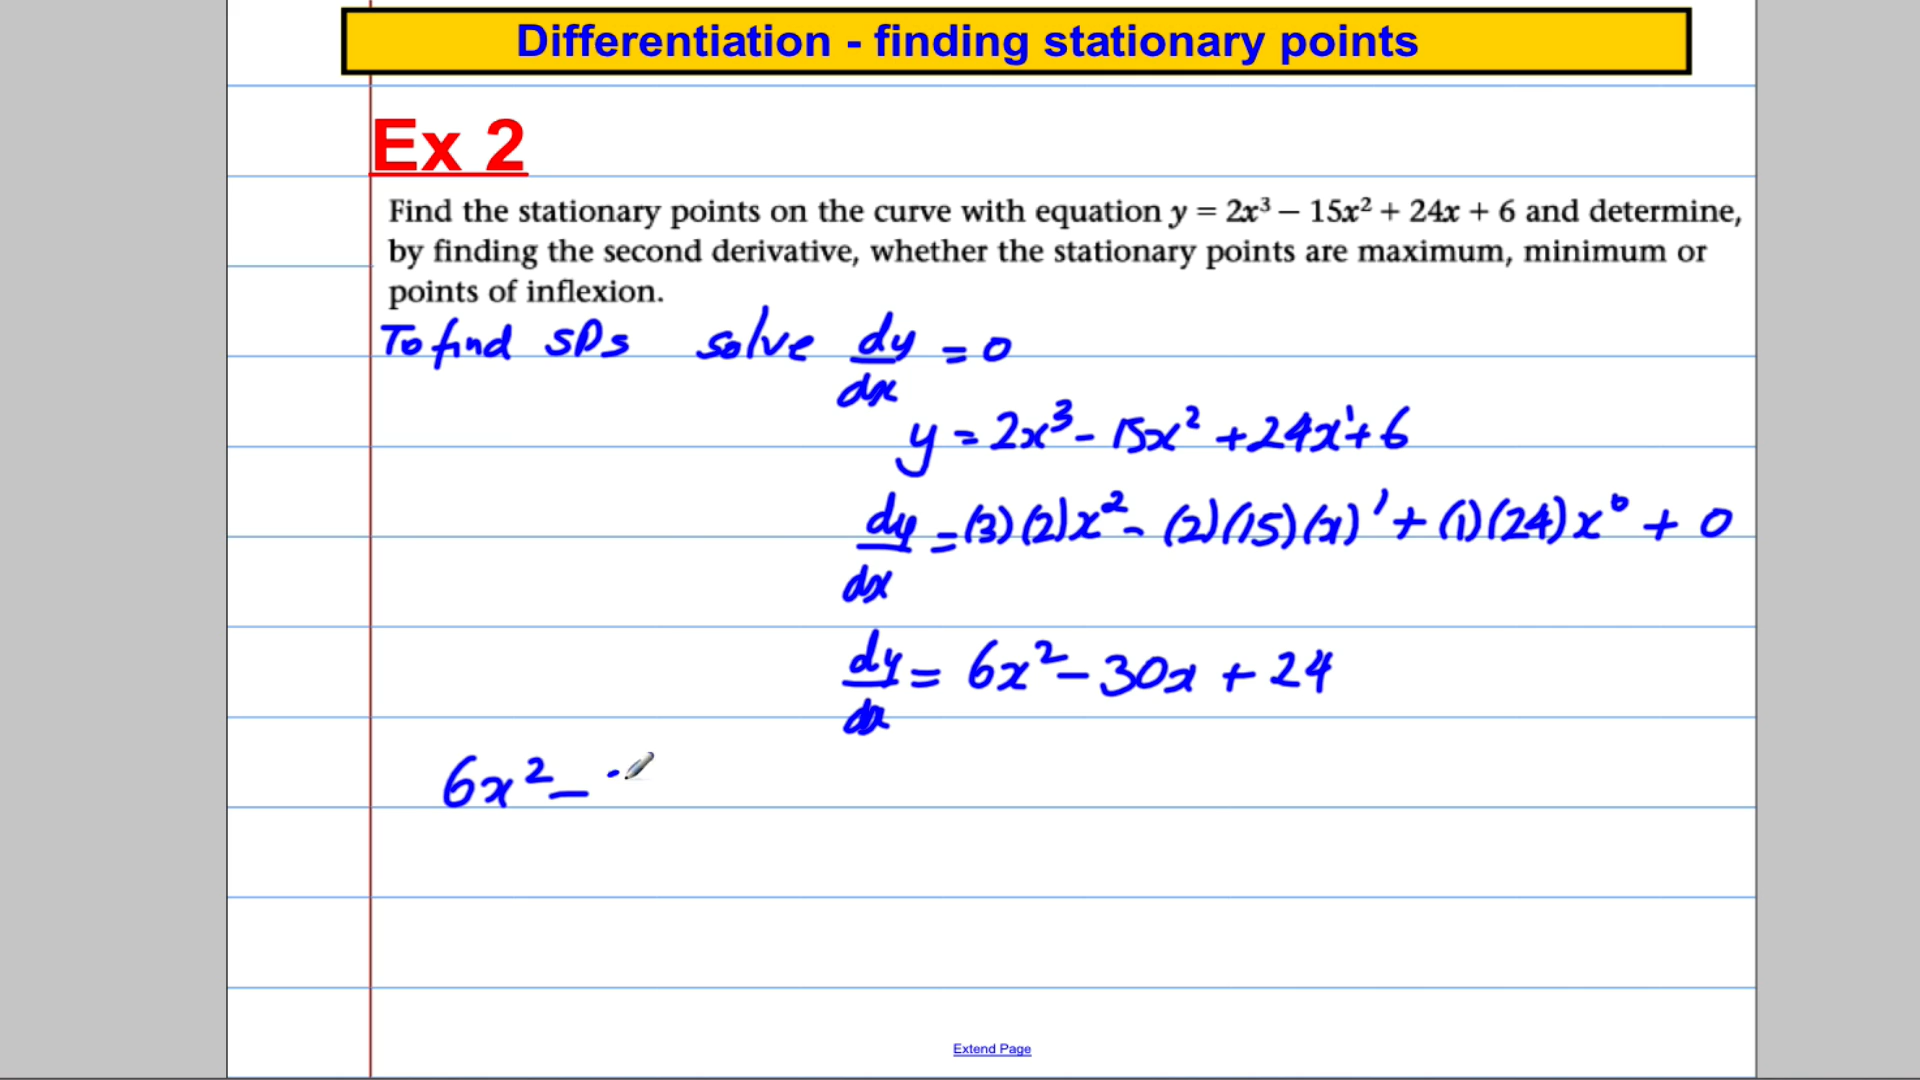 Differentiation - finding stationary points
Ex 2
Find the stationary points on the curve with equation y = 2x³ – 15x² + 24x + 6 and determine,
by finding the second derivative, whether the stationary points are maximum, minimum or
points of inflexion.
To find SPs solve dy/dx = 0
y = 2x³ - 15x² + 24x¹ + 6
dy/dx = (3)(2)x² - (2)(15)(x)¹ + (1)(24)x⁰ + 0
dy/dx = 6x² - 30x + 24
6x² -
Extend Page